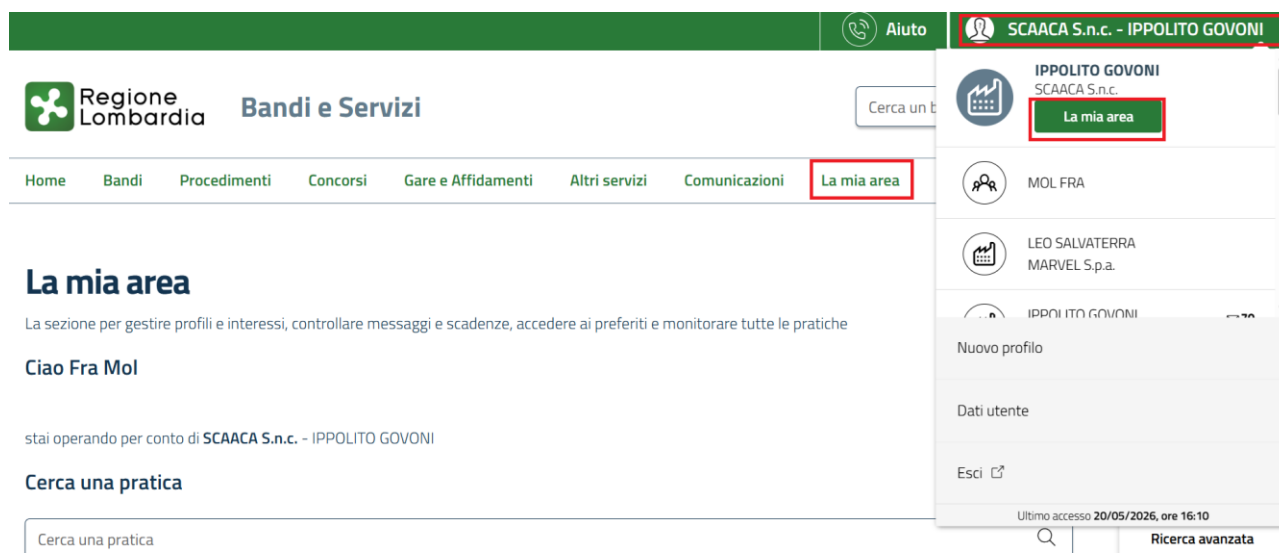 Aiuto
SCAACA S.n.c. - IPPOLITO GOVONI
Regione
Lombardia
Bandi e Servizi
Cerca un b
IPPOLITO GOVONI
SCAACA S.n.c.
La mia area
Home Bandi Procedimenti Concorsi Gare e Affidamenti Altri servizi Comunicazioni La mia area
MOL FRA
LEO SALVATERRA
MARVEL S.p.a.
IPPOLITO GOVONI 70
Nuovo profilo
Dati utente
Esci
Ultimo accesso 20/05/2026, ore 16:10
La mia area
La sezione per gestire profili e interessi, controllare messaggi e scadenze, accedere ai preferiti e monitorare tutte le pratiche
Ciao Fra Mol
stai operando per conto di SCAACA S.n.c. - IPPOLITO GOVONI
Cerca una pratica
Cerca una pratica
Ricerca avanzata